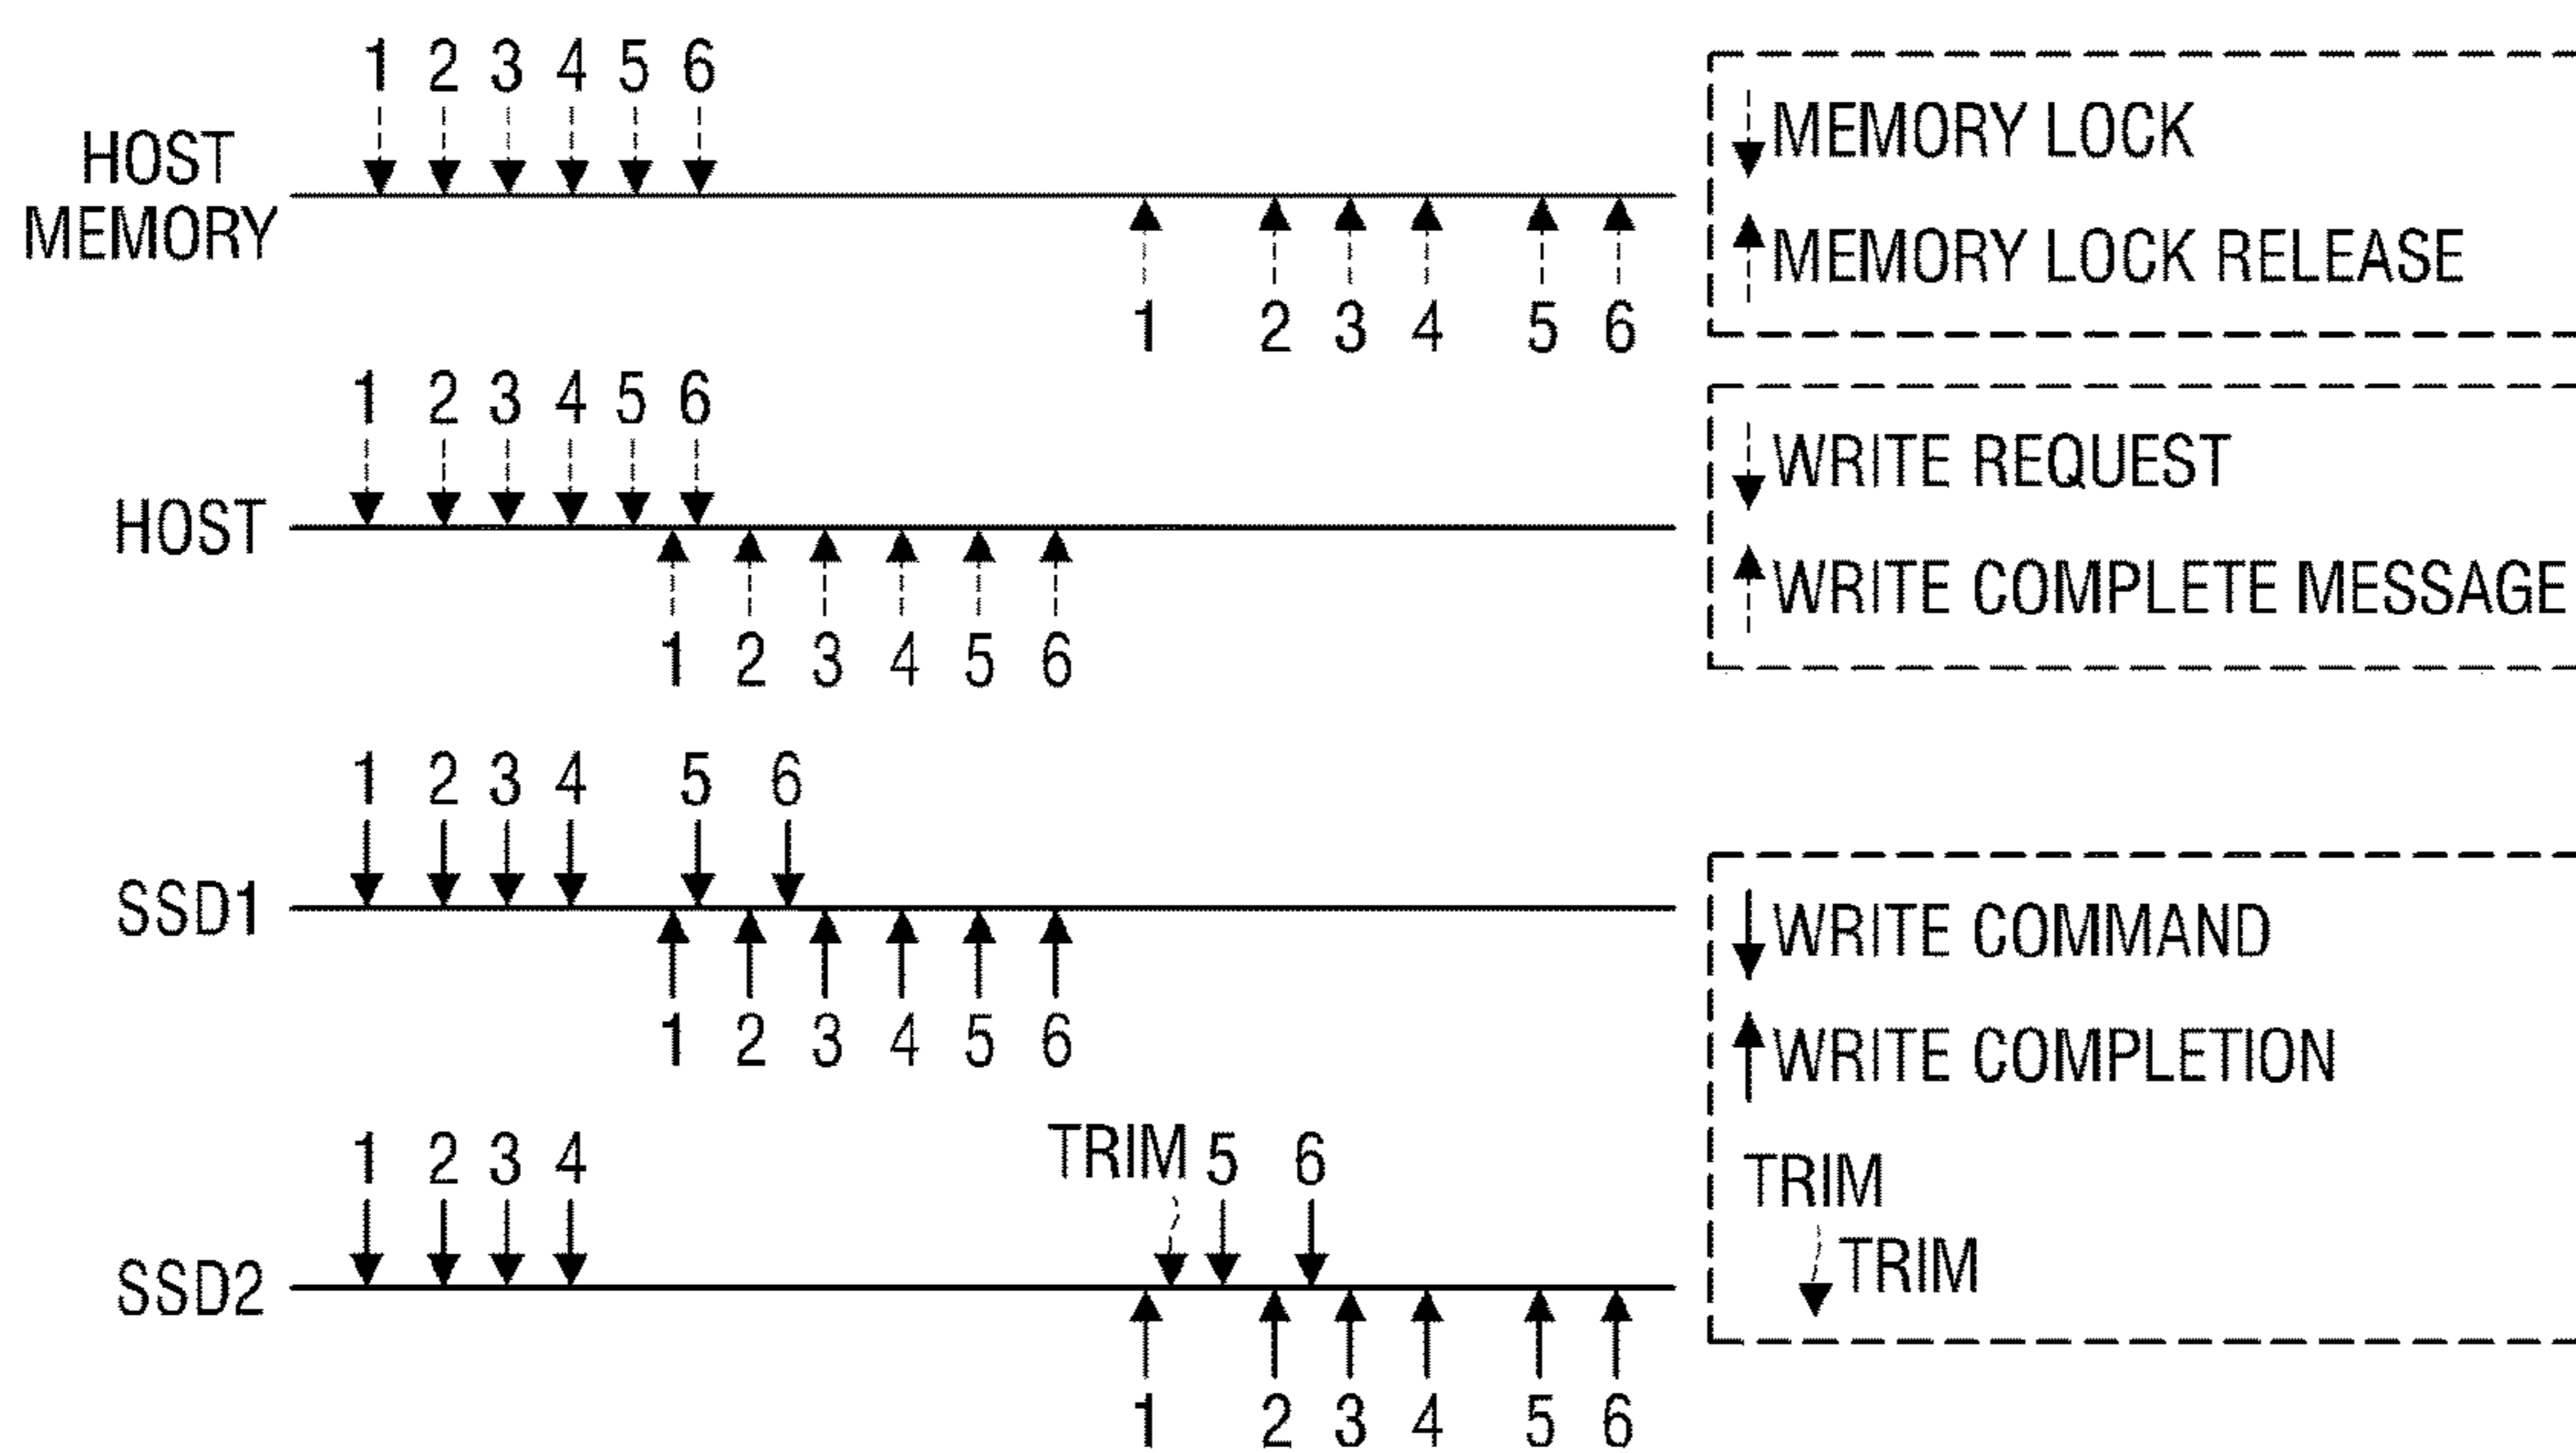 1 2 3 4 5 6
HOST
MEMORY
1 2 3 4 5 6
MEMORY LOCK
MEMORY LOCK RELEASE
1 2 3 4 5 6
HOST
1 2 3 4 5 6
WRITE REQUEST
WRITE COMPLETE MESSAGE
1 2 3 4 5 6
SSD1
1 2 3 4 5 6
1 2 3 4 TRIM 5 6
SSD2
1 2 3 4 5 6
WRITE COMMAND
WRITE COMPLETION
TRIM
TRIM